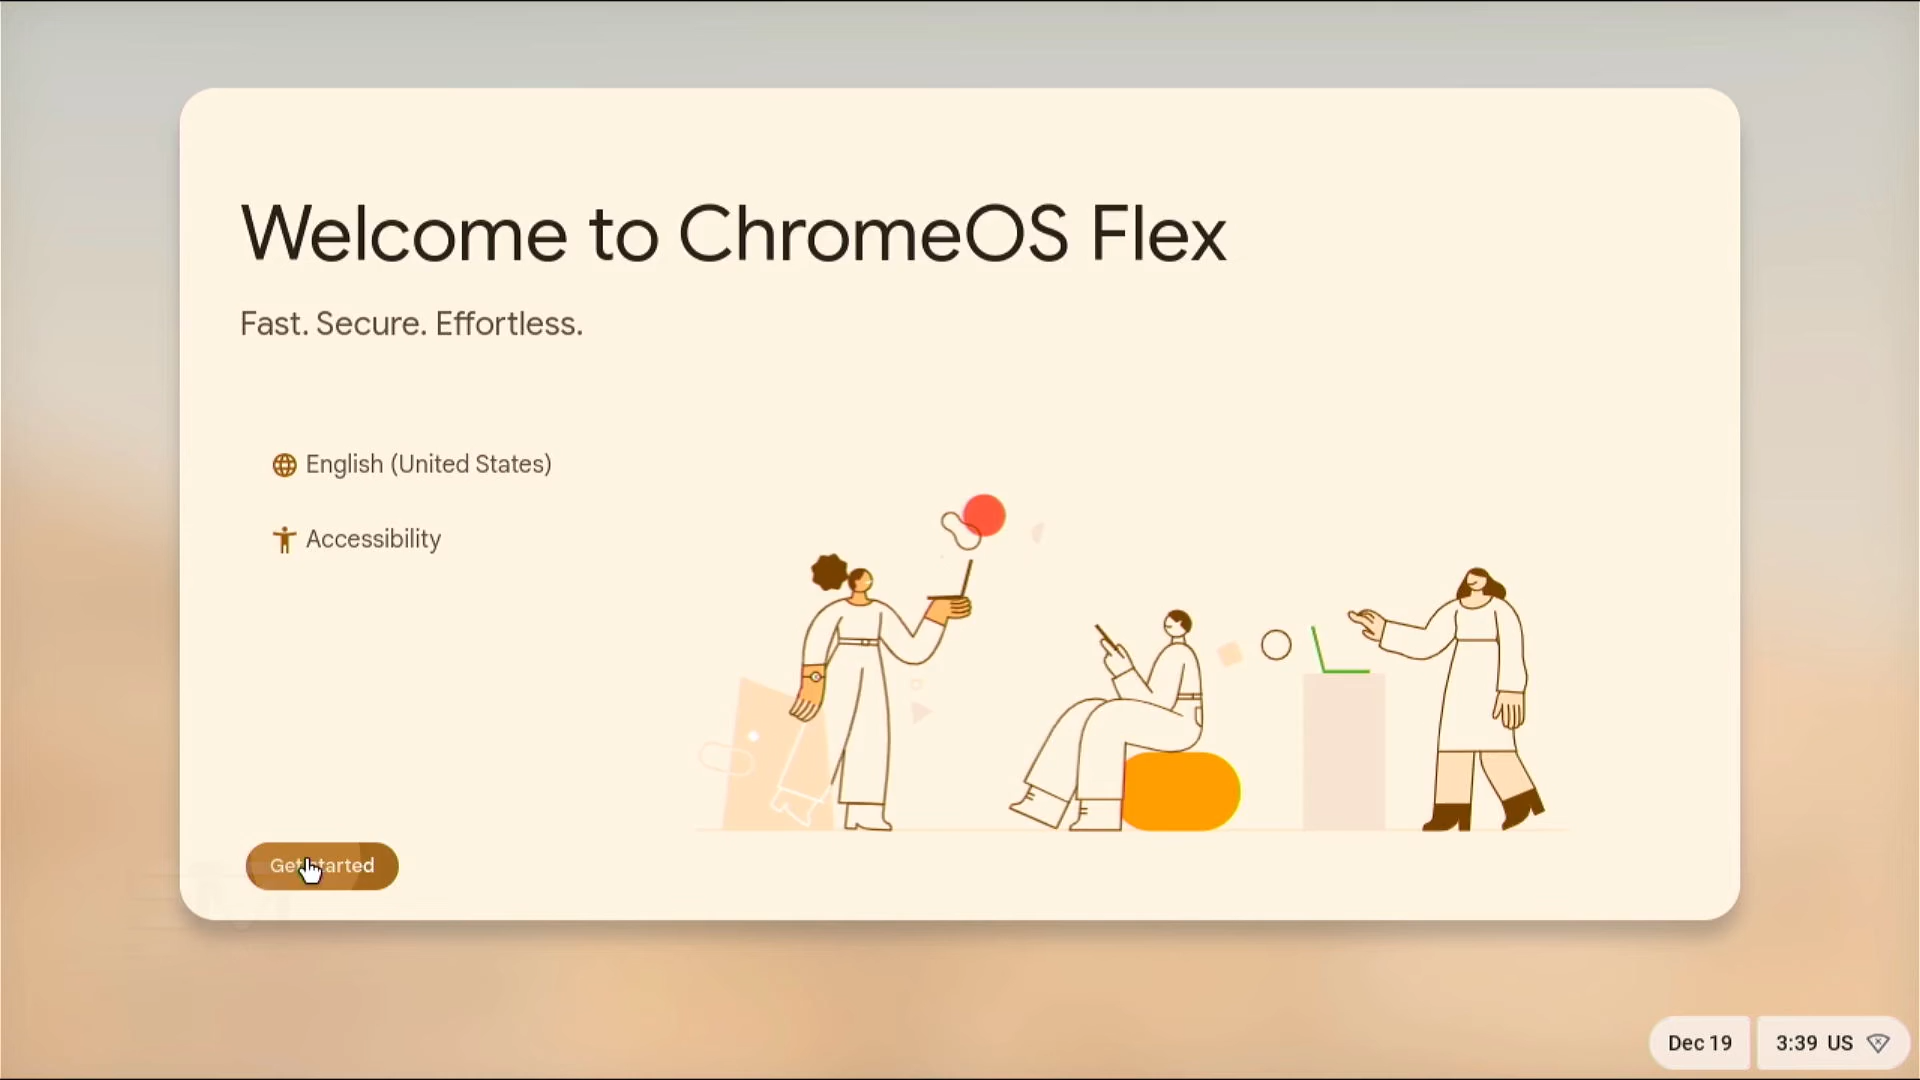 Welcome to ChromeOS Flex
Fast. Secure. Effortless.
English (United States)
Accessibility
Get started
Dec 19
3:39 US